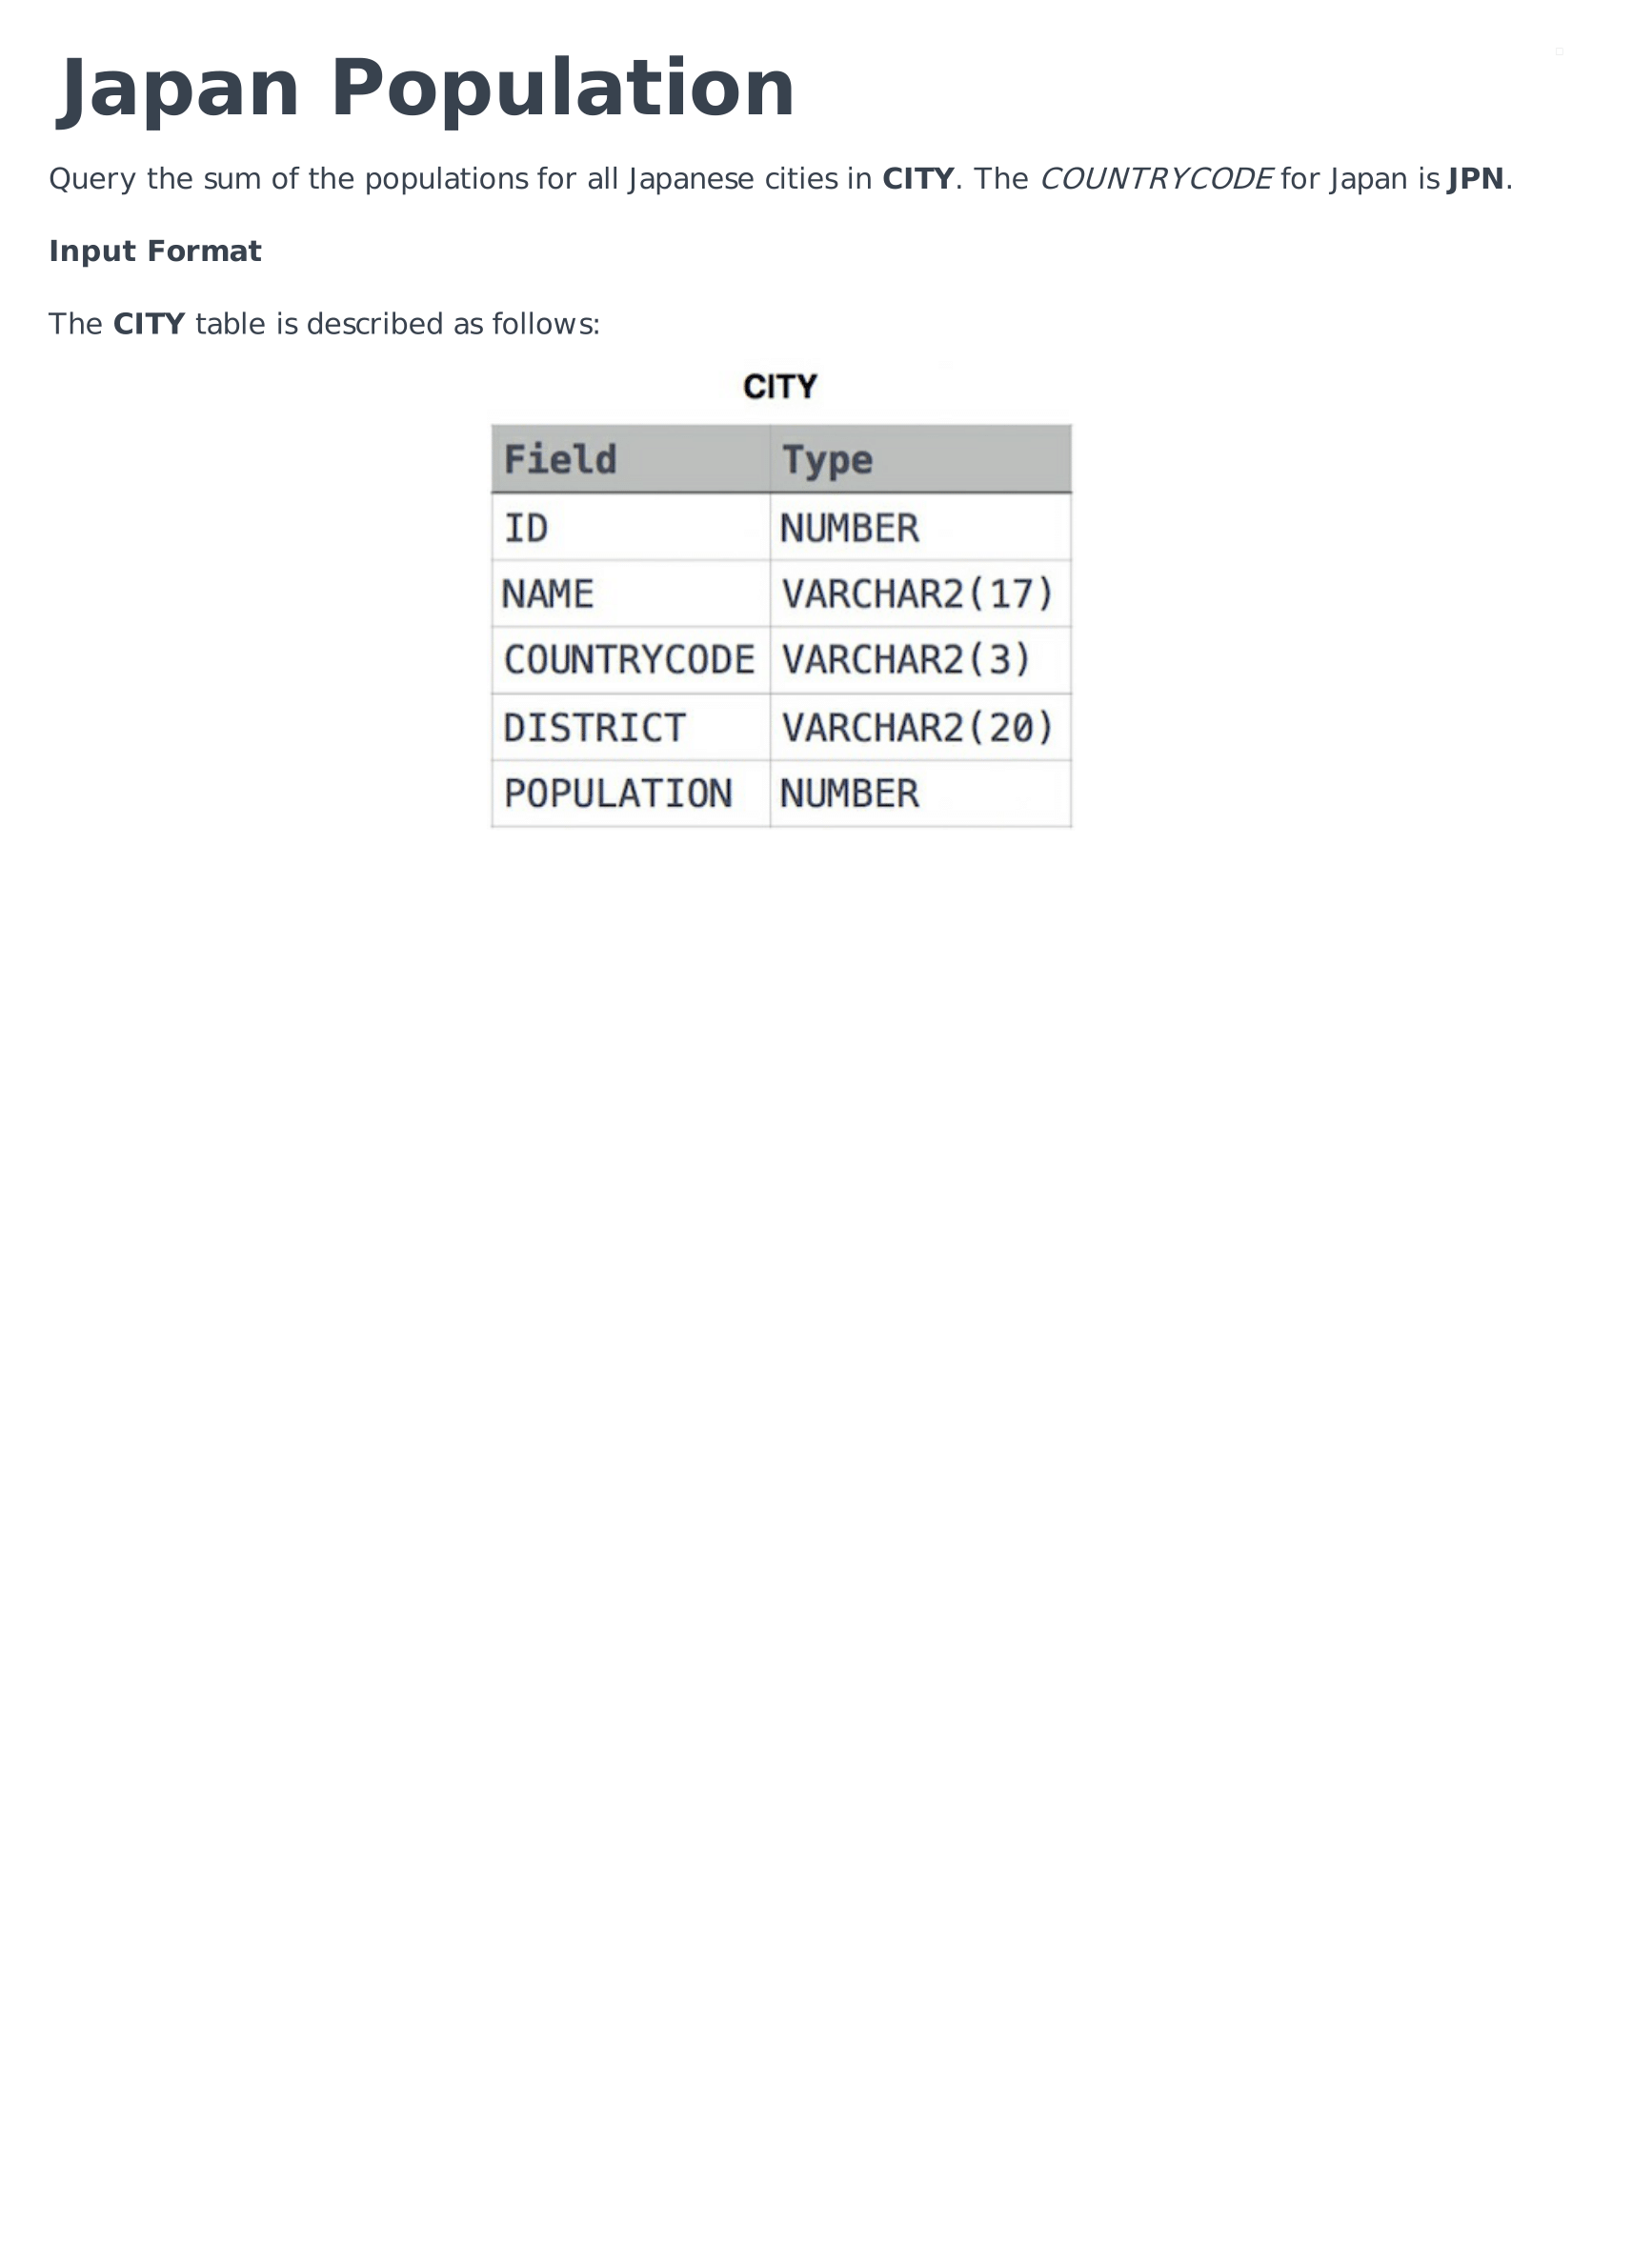 Japan Population
Query the sum of the populations for all Japanese cities in CITY. The COUNTRYCODE for Japan is JPN.
Input Format
The CITY table is described as follows:
CITY
Field Type
ID NUMBER
NAME VARCHAR2(17)
COUNTRYCODE VARCHAR2(3)
DISTRICT VARCHAR2(20)
POPULATION NUMBER